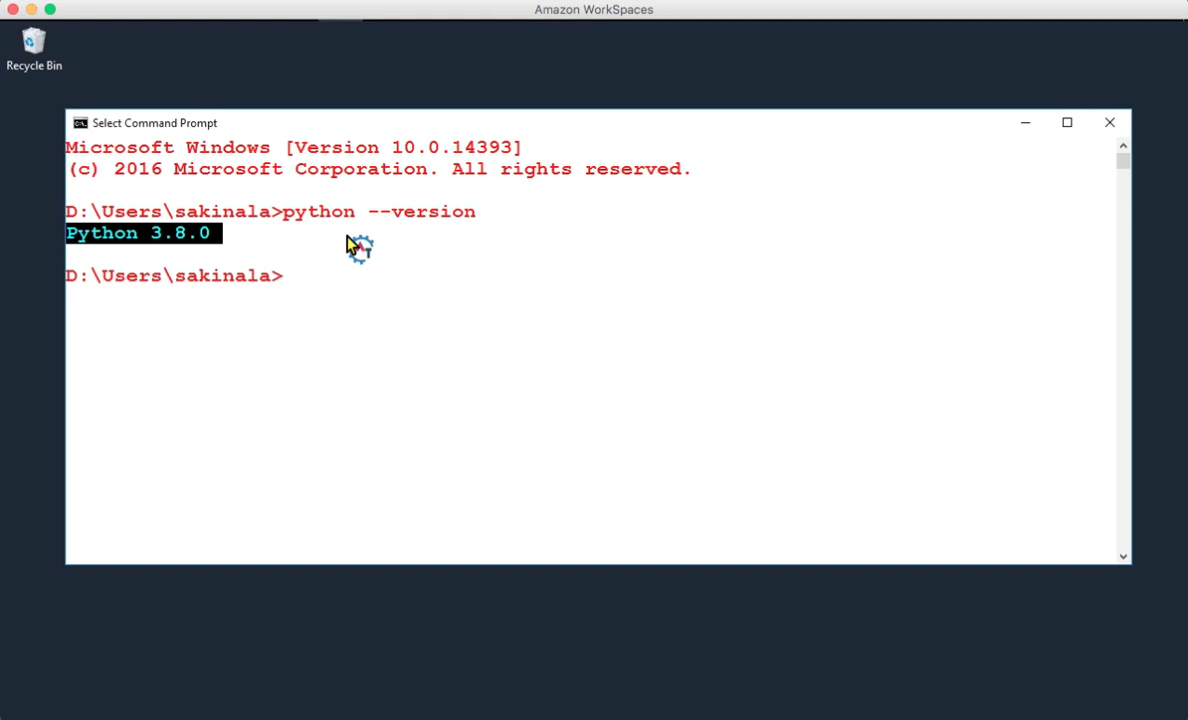 Amazon WorkSpaces
Recycle Bin
Select Command Prompt
Microsoft Windows [Version 10.0.14393]
(c) 2016 Microsoft Corporation. All rights reserved.
D:\Users\sakinala>python --version
Python 3.8.0
D:\Users\sakinala>